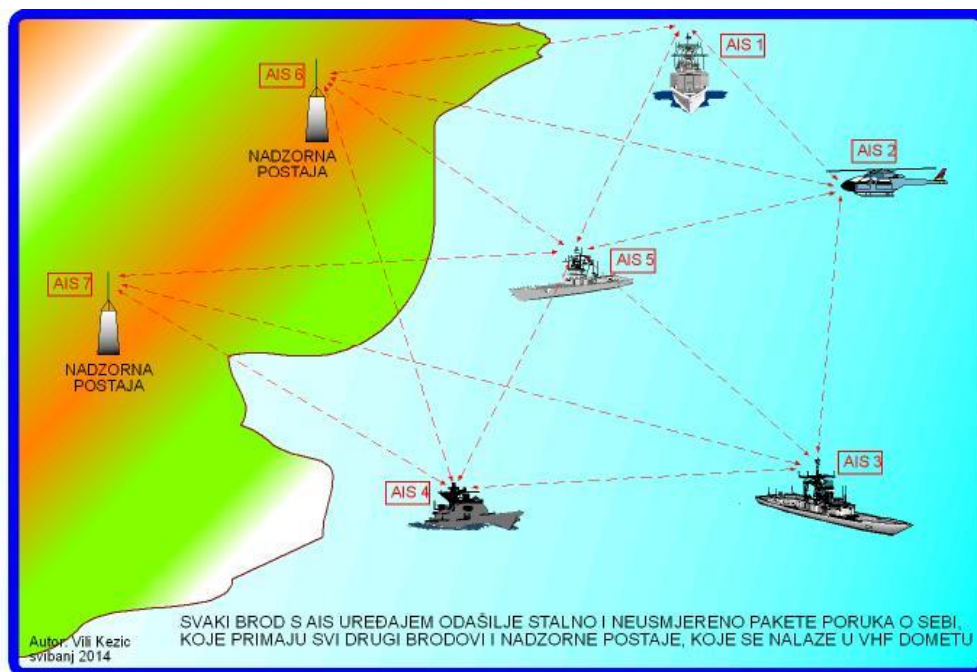 AIS 1
AIS 6
NADZORNA
POSTAJA
AIS 2
AIS 5
AIS 7
NADZORNA
POSTAJA
AIS 3
AIS 4
SVAKI BROD S AIS UREĐAJEM ODAŠILJE STALNO I NEUSMJERENO PAKETE PORUKA O SEBI,
KOJE PRIMAJU SVI DRUGI BRODOVI I NADZORNE POSTAJE, KOJE SE NALAZE U VHF DOMETU
Autor: Vili Kezic
svibanj 2014